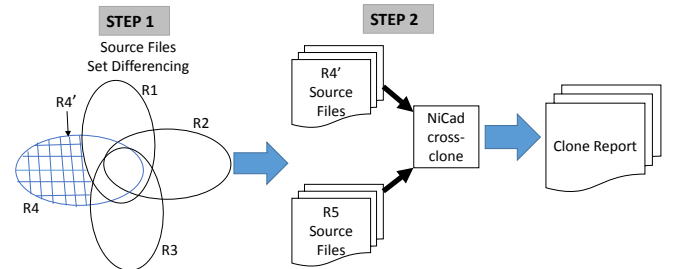 STEP 1
Source Files
Set Differencing
R4'
R1
R2
R4
R3
STEP 2
R4'
Source
Files
R5
Source
Files
NiCad
cross-
clone
Clone Report